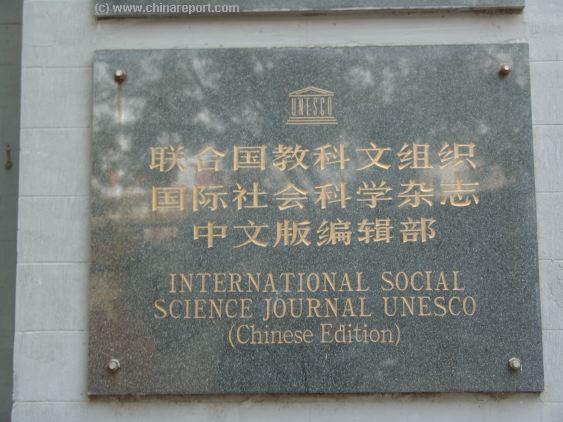 (c) www.chinareport.com
UNESCO
联合国教科文组织
国际社会科学杂志
中文版编辑部
INTERNATIONAL SOCIAL
SCIENCE JOURNAL UNESCO
(Chinese Edition)